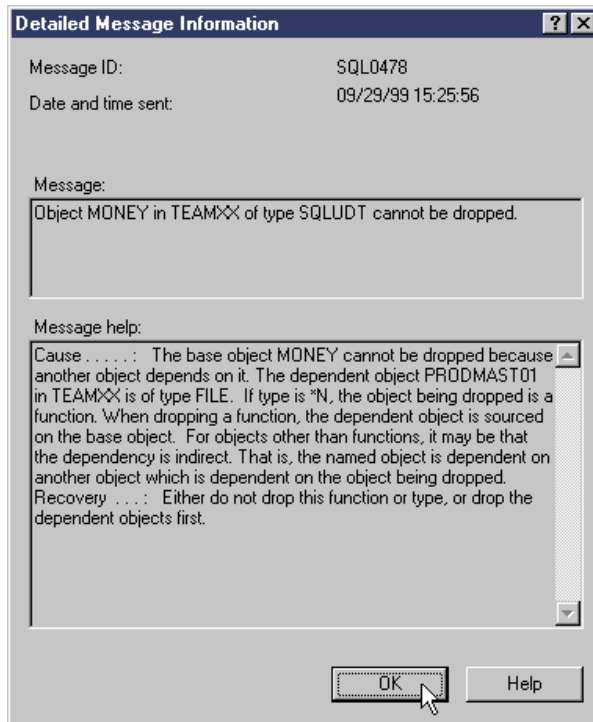 Detailed Message Information
Message ID: SQL0478
Date and time sent: 09/29/99 15:25:56
Message:
Object MONEY in TEAMXX of type SQLUDT cannot be dropped.
Message help:
Cause . . . . . :   The base object MONEY cannot be dropped because
another object depends on it. The dependent object PRODMAST01
in TEAMXX is of type FILE.  If type is *N, the object being dropped is a
function. When dropping a function, the dependent object is sourced
on the base object.  For objects other than functions, it may be that
the dependency is indirect. That is, the named object is dependent on
another object which is dependent on the object being dropped.
Recovery  . . . :   Either do not drop this function or type, or drop the
dependent objects first.
OK Help